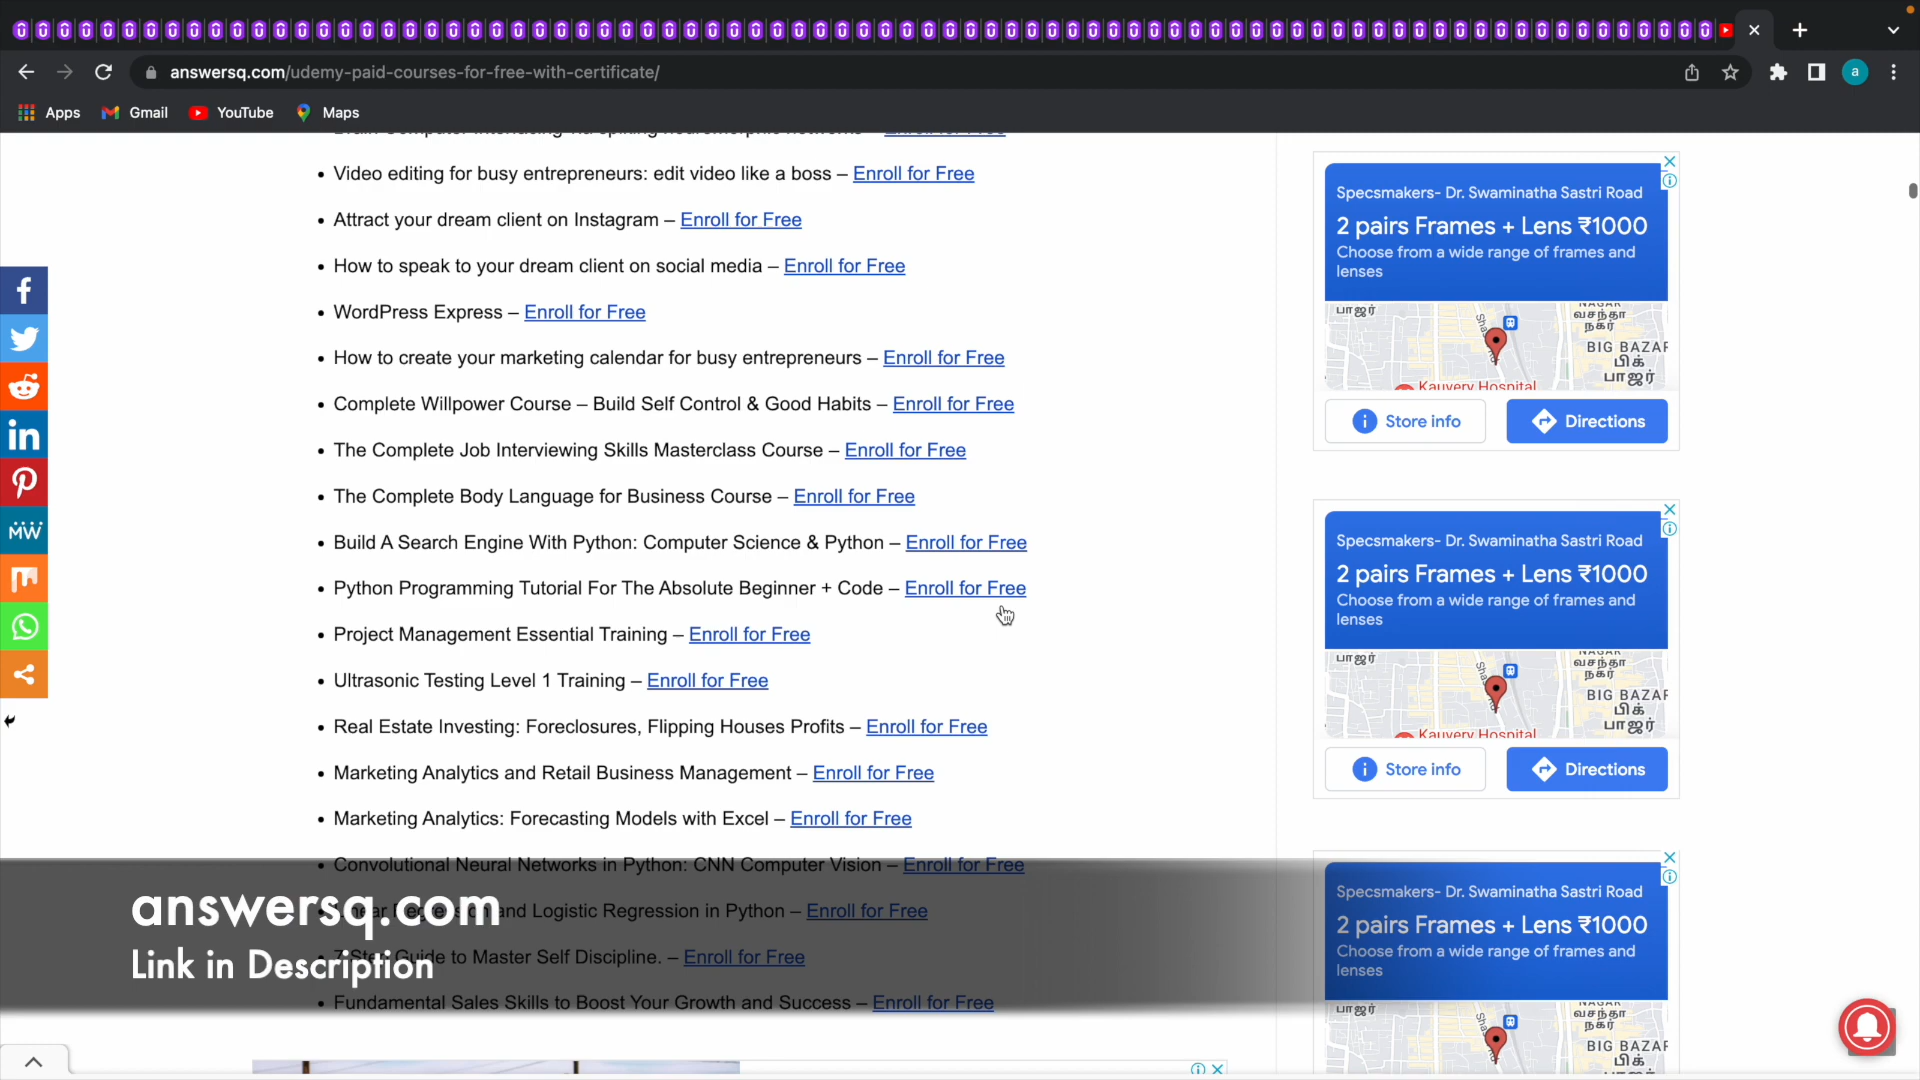 a
answersq.com/udemy-paid-courses-for-free-with-certificate/
Apps
Gmail
YouTube
Maps
Enroll for Free
• Video editing for busy entrepreneurs: edit video like a boss – Enroll for Free
• Attract your dream client on Instagram – Enroll for Free
• How to speak to your dream client on social media – Enroll for Free
• WordPress Express – Enroll for Free
• How to create your marketing calendar for busy entrepreneurs – Enroll for Free
• Complete Willpower Course – Build Self Control & Good Habits – Enroll for Free
• The Complete Job Interviewing Skills Masterclass Course – Enroll for Free
• The Complete Body Language for Business Course – Enroll for Free
• Build A Search Engine With Python: Computer Science & Python – Enroll for Free
• Python Programming Tutorial For The Absolute Beginner + Code – Enroll for Free
• Project Management Essential Training – Enroll for Free
• Ultrasonic Testing Level 1 Training – Enroll for Free
• Real Estate Investing: Foreclosures, Flipping Houses Profits – Enroll for Free
• Marketing Analytics and Retail Business Management – Enroll for Free
• Marketing Analytics: Forecasting Models with Excel – Enroll for Free
• Convolutional Neural Networks in Python: CNN Computer Vision – Enroll for Free
and Logistic Regression in Python – Enroll for Free
Guide to Master Self Discipline. – Enroll for Free
• Fundamental Sales Skills to Boost Your Growth and Success – Enroll for Free
answersq.com
Link in Description
MW
Specsmakers- Dr. Swaminatha Sastri Road
2 pairs Frames + Lens ₹1000
Choose from a wide range of frames and
lenses
நகர்
BIG BAZAR
பிக்
பாஜர்
Kauvery Hospital
Store info
Directions
Specsmakers- Dr. Swaminatha Sastri Road
2 pairs Frames + Lens ₹1000
Choose from a wide range of frames and
lenses
நகர்
BIG BAZAR
பிக்
பாஜர்
Kauvery Hospital
Store info
Directions
Specsmakers- Dr. Swaminatha Sastri Road
2 pairs Frames + Lens ₹1000
Choose from a wide range of frames and
lenses
நகர்
BIG BAZAR
பிக்
பாஜர்